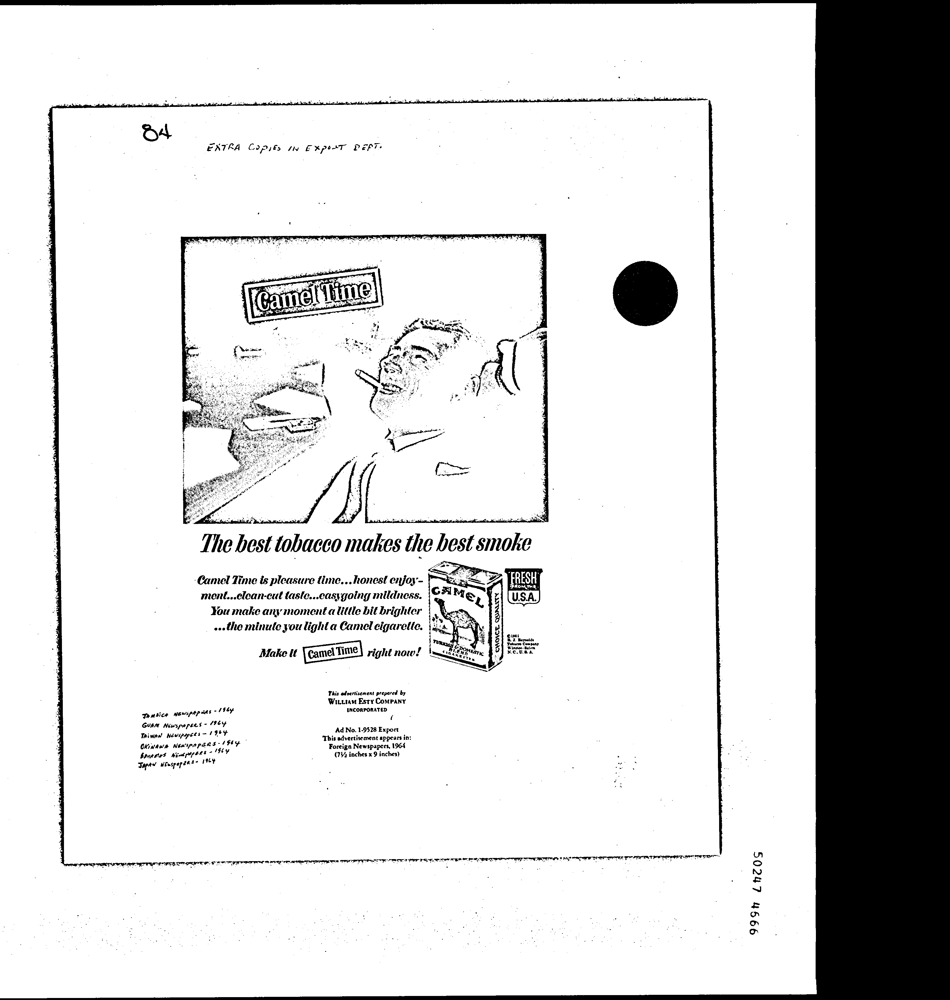 84
EXTRA COPIES IN EXPORT DEPT.
Camel Time
The best tobacco makes the best smoke
Camel Time is pleasure time...honest enjoy-
ment...clean-cut taste...easygoing mildness.
You make any moment a little bit brighter
...the minute you light a Camel cigarette.
Make it Camel Time right now!
CAMEL
CHOICE QUALITY
TURKISH & DOMESTIC
BLEND
CIGARETTES
FRESH
U.S.A.
R. J. Reynolds
Tobacco Company
Winston-Salem
N.C., U.S.A.
This advertisement prepared by
WILLIAM ESTY COMPANY
INCORPORATED
Ad No. 1-9528 Export
This advertisement appears in:
Foreign Newspapers, 1964
(7½ inches x 9 inches)
JAMAICA NEWSPAPERS - 1964
GUAM NEWSPAPERS - 1964
TAIWAN NEWSPAPERS - 1964
OKINAWA NEWSPAPERS - 1964
NEWSPAPERS - 1964
JAPAN NEWSPAPERS - 1964
50247 4566